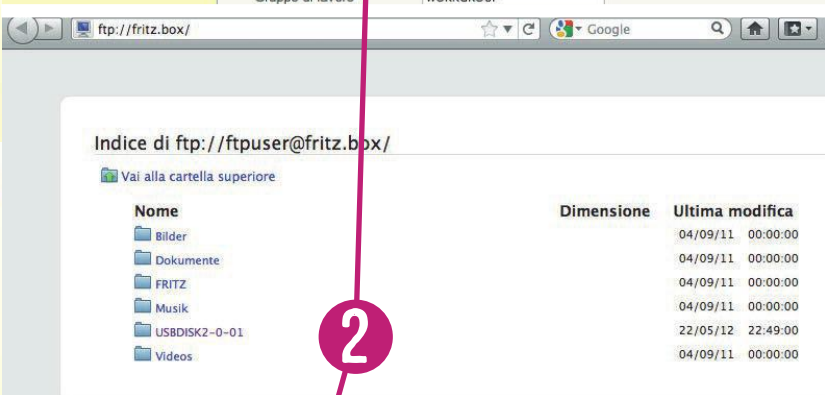 ftp://fritz.box/ Google
Indice di ftp://ftpuser@fritz.box/
Vai alla cartella superiore
Nome Dimensione Ultima modifica
Bilder 04/09/11 00:00:00
Dokumente 04/09/11 00:00:00
FRITZ 04/09/11 00:00:00
Musik 04/09/11 00:00:00
USBDISK2-0-01 22/05/12 22:49:00
2
Videos 04/09/11 00:00:00